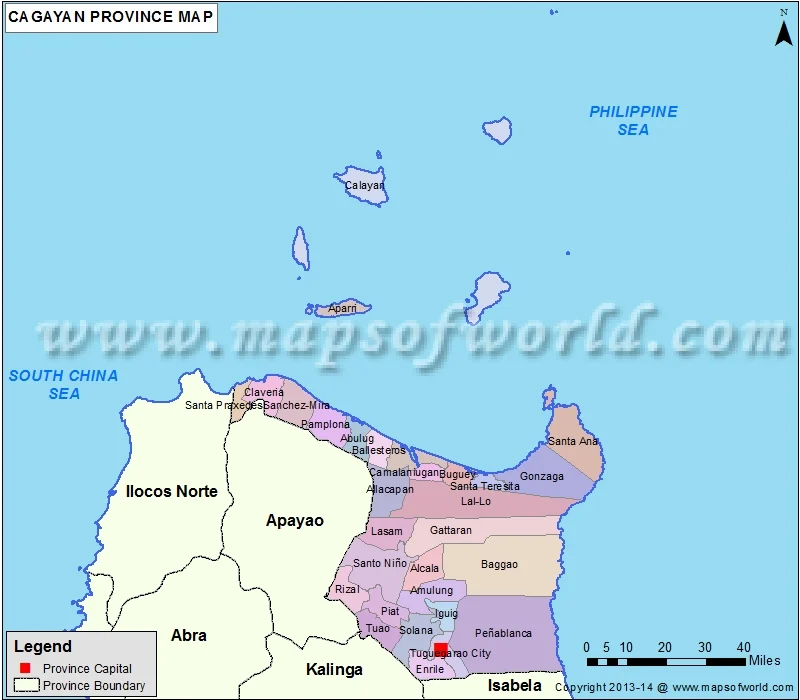 CAGAYAN PROVINCE MAP
N
PHILIPPINE
SEA
Calayan
Aparri
www.mapsofworld.com
SOUTH CHINA
SEA
Claveria
Santa Praxedes
Sanchez-Mira
Pamplona
Abulug
Ballesteros
Santa Ana
Camalaniugan
Buguey
Gonzaga
Santa Teresita
Allacapan
Ilocos Norte
Lal-Lo
Apayao
Lasam
Gattaran
Santo Niño
Alcala
Baggao
Rizal
Amulung
Piat
Iguig
Abra
Tuao
Solana
Peñablanca
Tuguegarao City
Enrile
Kalinga
Isabela
Legend
Province Capital
Province Boundary
0 5 10 20 30 40
Miles
Copyright 2013-14 @ www.mapsofworld.com